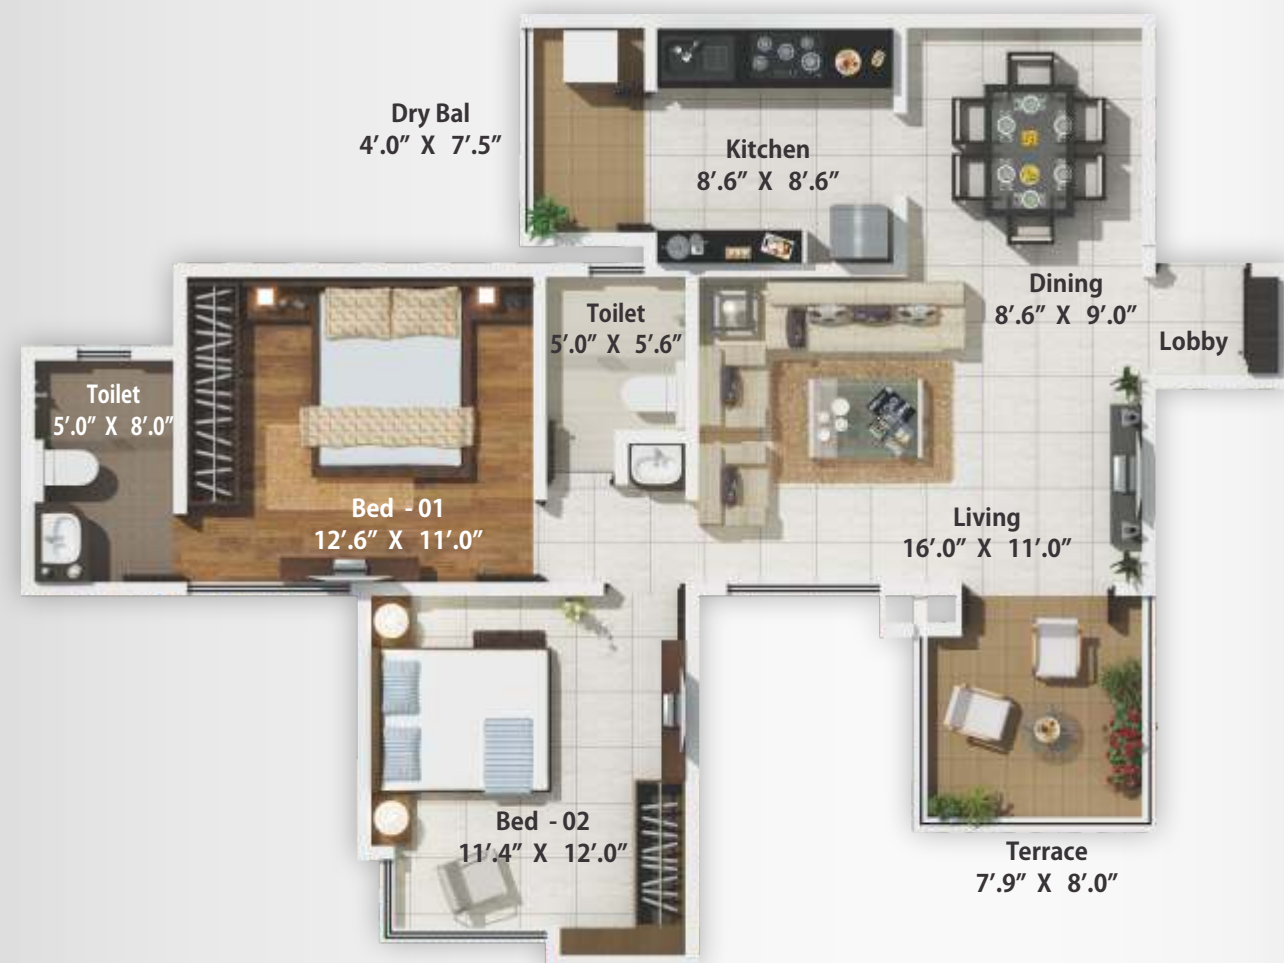 Dry Bal
4’.0” X 7’.5”
Kitchen
8’.6” X 8’.6”
Dining
8’.6” X 9’.0”
Lobby
Toilet
5’.0” X 5’.6”
Toilet
5’.0” X 8’.0”
Bed - 01
12’.6” X 11’.0”
Living
16’.0” X 11’.0”
Bed - 02
11’.4” X 12’.0”
Terrace
7’.9” X 8’.0”